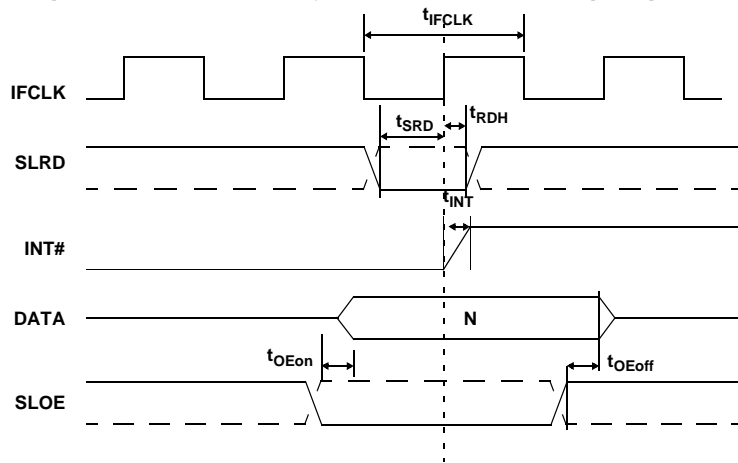 tIFCLK
IFCLK
tSRD
tRDH
SLRD
tINT
INT#
DATA
N
tOEon
tOEoff
SLOE